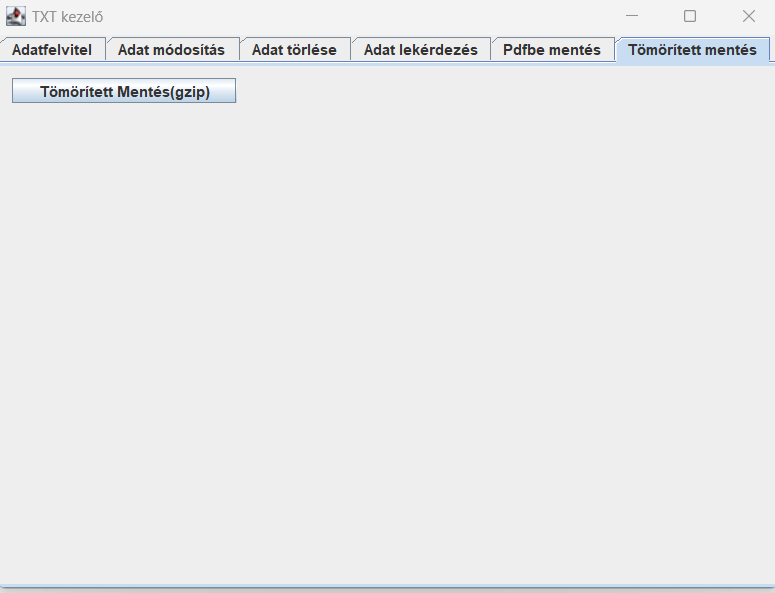 TXT kezelő
Adatfelvitel Adat módosítás Adat törlése Adat lekérdezés Pdfbe mentés Tömörített mentés
Tömörített Mentés(gzip)